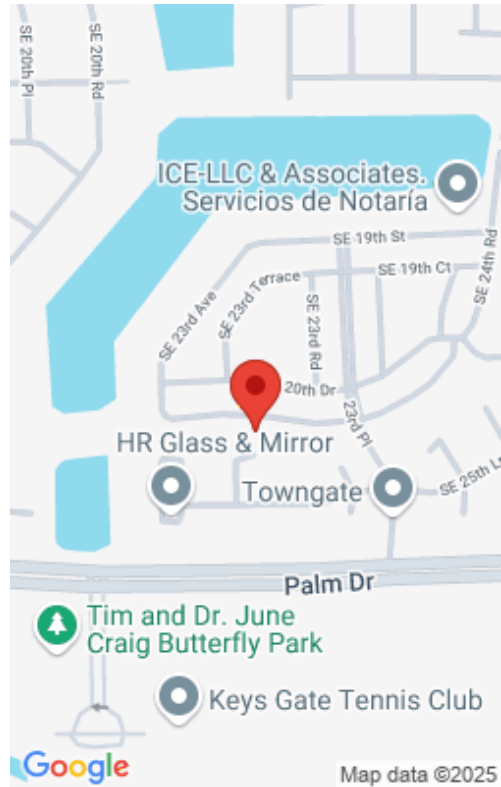 SE 20th Pl
SE 20th Rd
ICE-LLC & Associates.
Servicios de Notaría
SE 19th St
SE 24th Rd
SE 19th Ct
SE 23rd Ave
SE 23rd Terrace
SE 23rd Rd
20th Dr
23rd Pl
HR Glass & Mirror
Towngate
SE 25th Ln
Palm Dr
Tim and Dr. June
Craig Butterfly Park
Keys Gate Tennis Club
Google
Map data ©2025